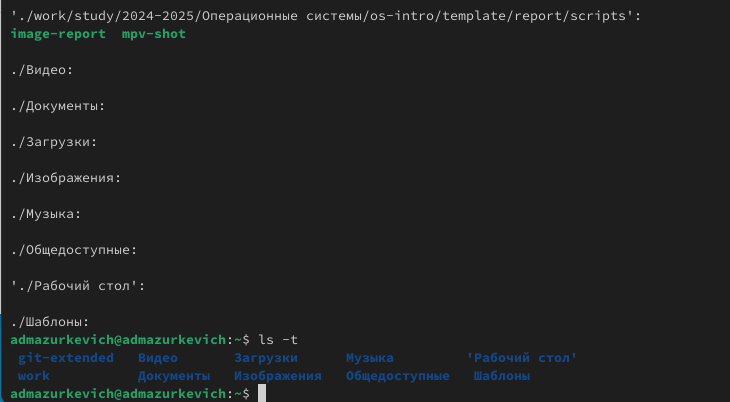 './work/study/2024-2025/Операционные системы/os-intro/template/report/scripts':
image-report  mpv-shot
./Видео:
./Документы:
./Загрузки:
./Изображения:
./Музыка:
./Общедоступные:
'./Рабочий стол':
./Шаблоны:
admazurkevich@admazurkevich:~$ ls -t
git-extended   Видео       Загрузки      Музыка         'Рабочий стол'
work           Документы   Изображения   Общедоступные   Шаблоны
admazurkevich@admazurkevich:~$